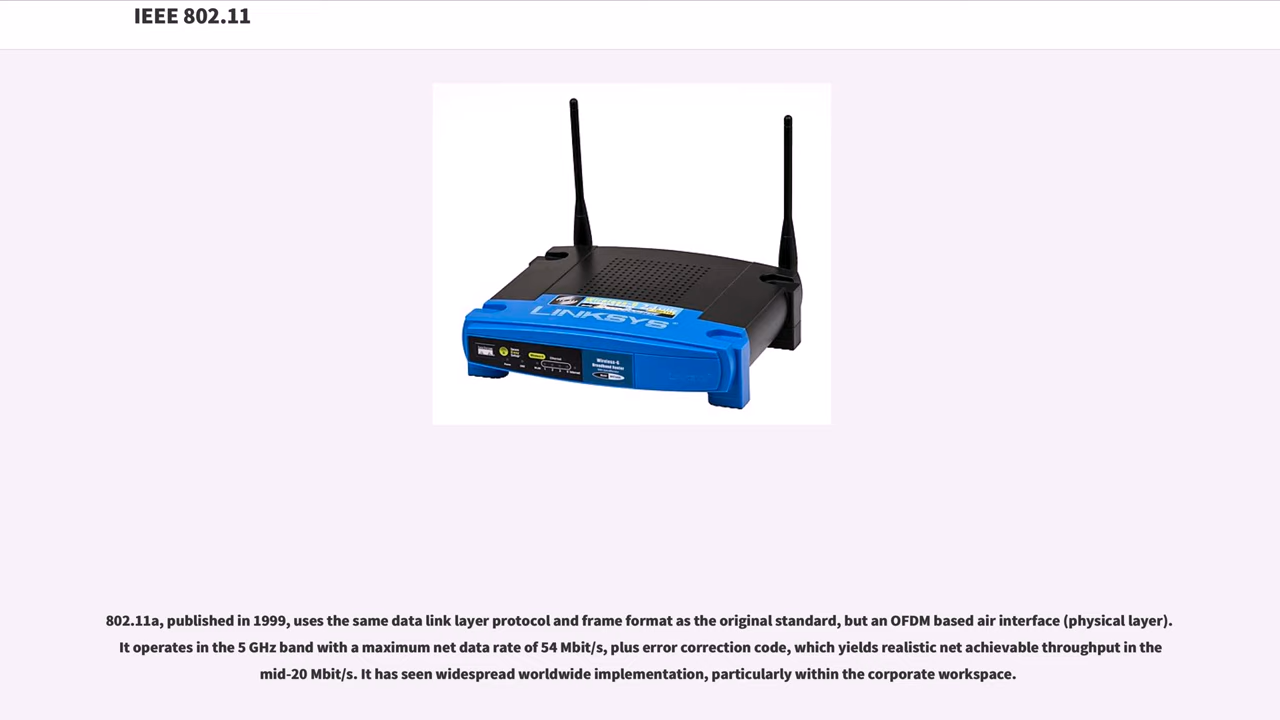 IEEE 802.11
LINKSYS
Wireless-G
Broadband Router
802.11a, published in 1999, uses the same data link layer protocol and frame format as the original standard, but an OFDM based air interface (physical layer).
It operates in the 5 GHz band with a maximum net data rate of 54 Mbit/s, plus error correction code, which yields realistic net achievable throughput in the
mid-20 Mbit/s. It has seen widespread worldwide implementation, particularly within the corporate workspace.